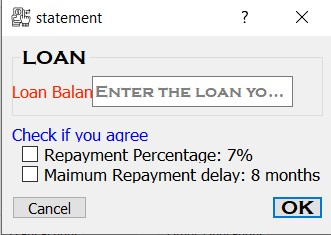 statement
LOAN
Loan Balan ENTER THE LOAN YO...
Check if you agree
Repayment Percentage: 7%
Maimum Repayment delay: 8 months
Cancel OK